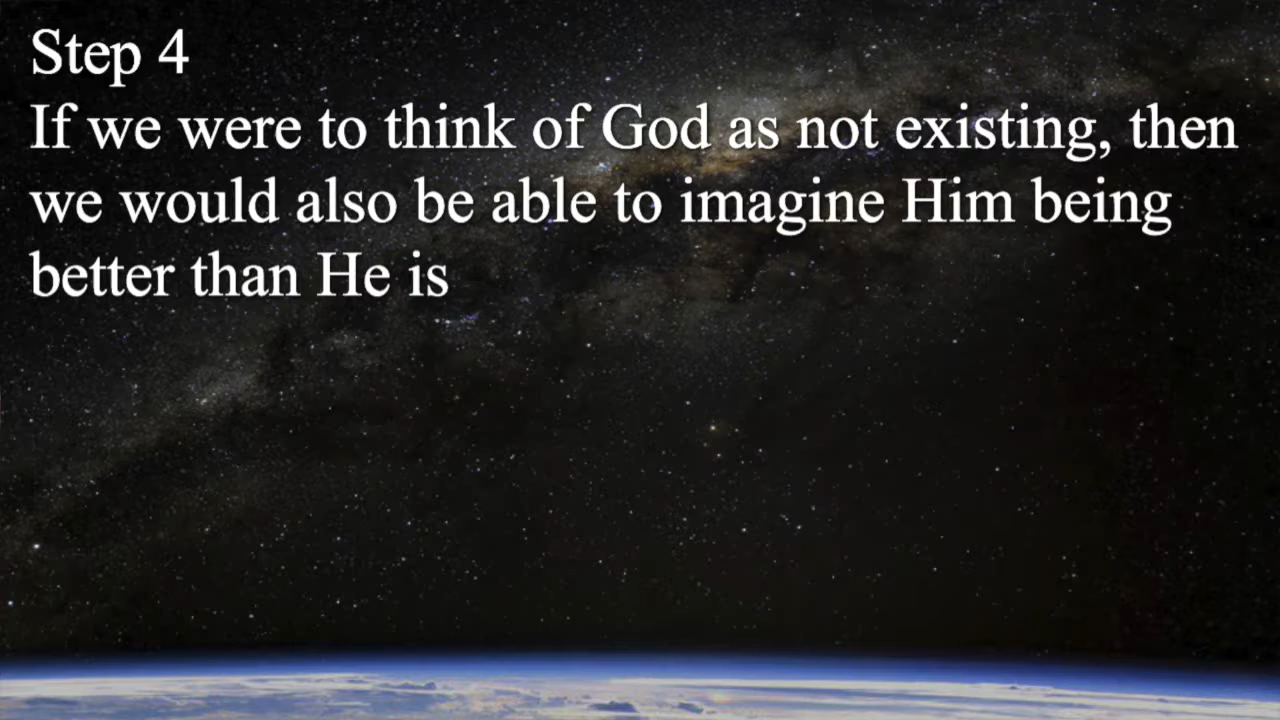 Step 4
If we were to think of God as not existing, then
we would also be able to imagine Him being
better than He is